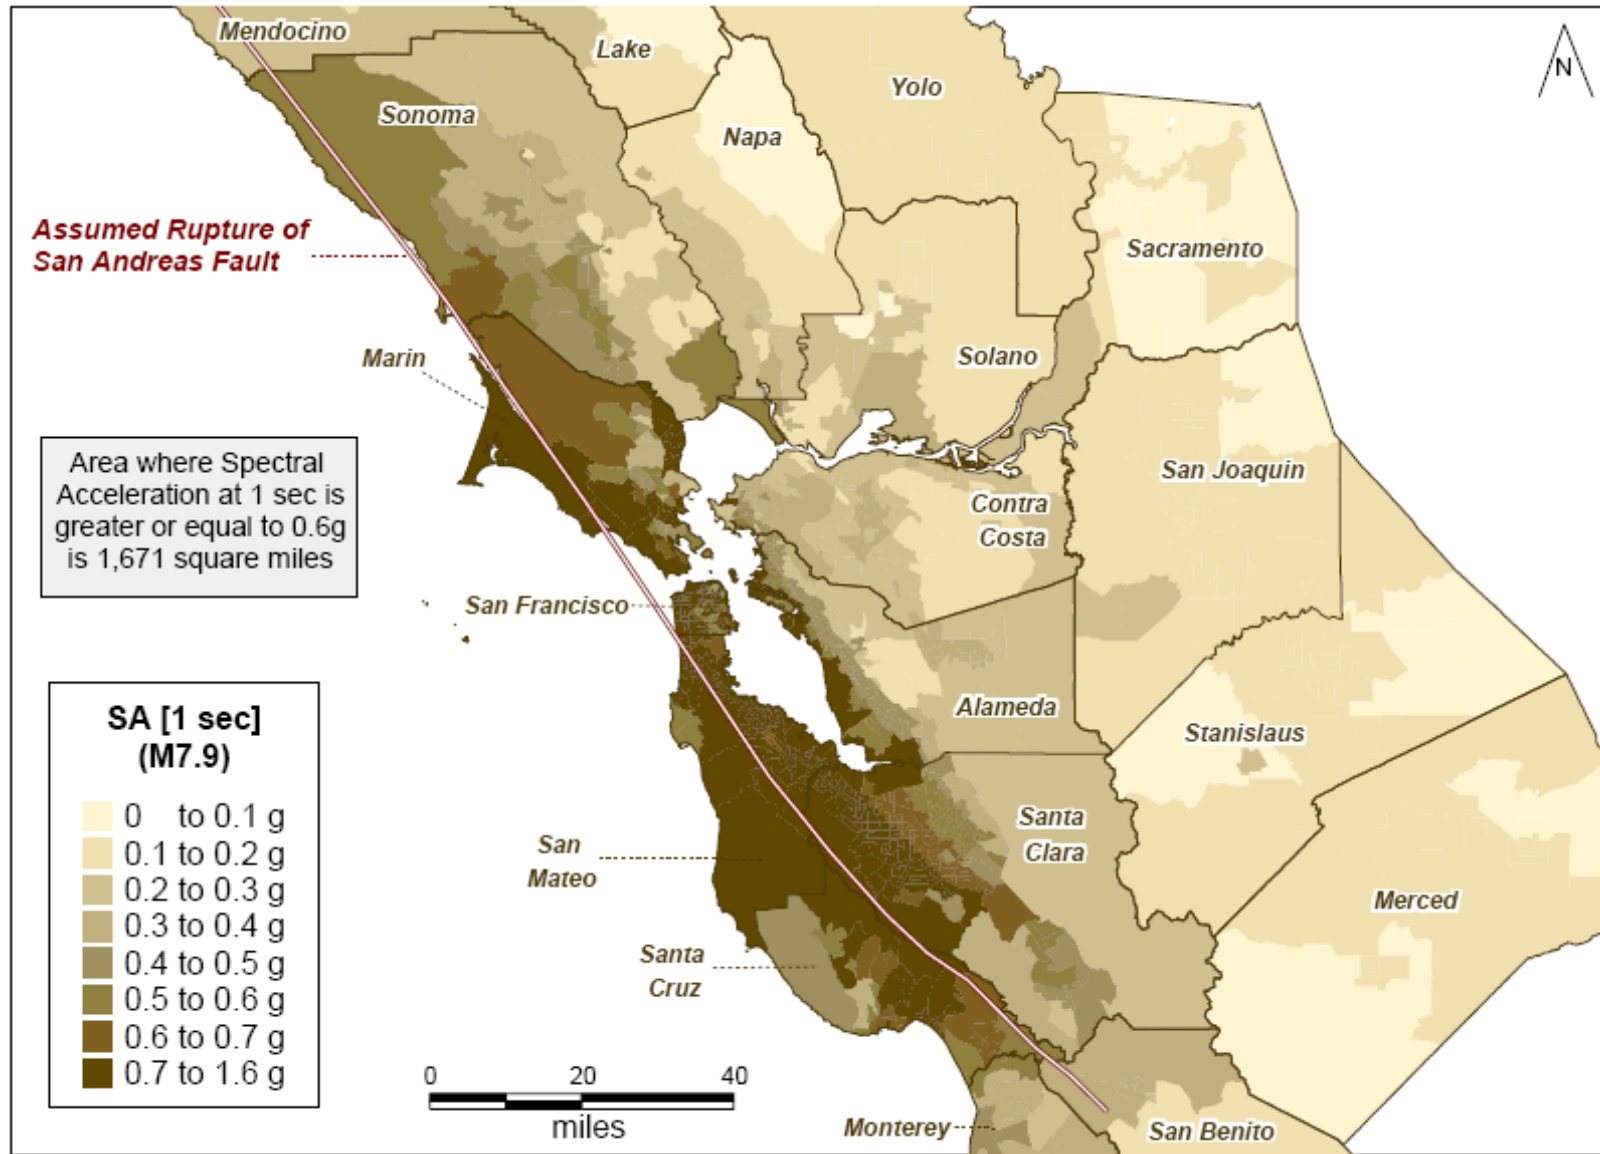 Mendocino
Lake
Yolo
N
Sonoma
Napa
Assumed Rupture of
San Andreas Fault
Sacramento
Marin
Solano
Area where Spectral
Acceleration at 1 sec is
greater or equal to 0.6g
is 1,671 square miles
San Joaquin
Contra
Costa
San Francisco
Alameda
Stanislaus
SA [1 sec]
(M7.9)
0 to 0.1 g
0.1 to 0.2 g
0.2 to 0.3 g
0.3 to 0.4 g
0.4 to 0.5 g
0.5 to 0.6 g
0.6 to 0.7 g
0.7 to 1.6 g
San
Mateo
Santa
Clara
Merced
Santa
Cruz
0 20 40
miles
Monterey
San Benito